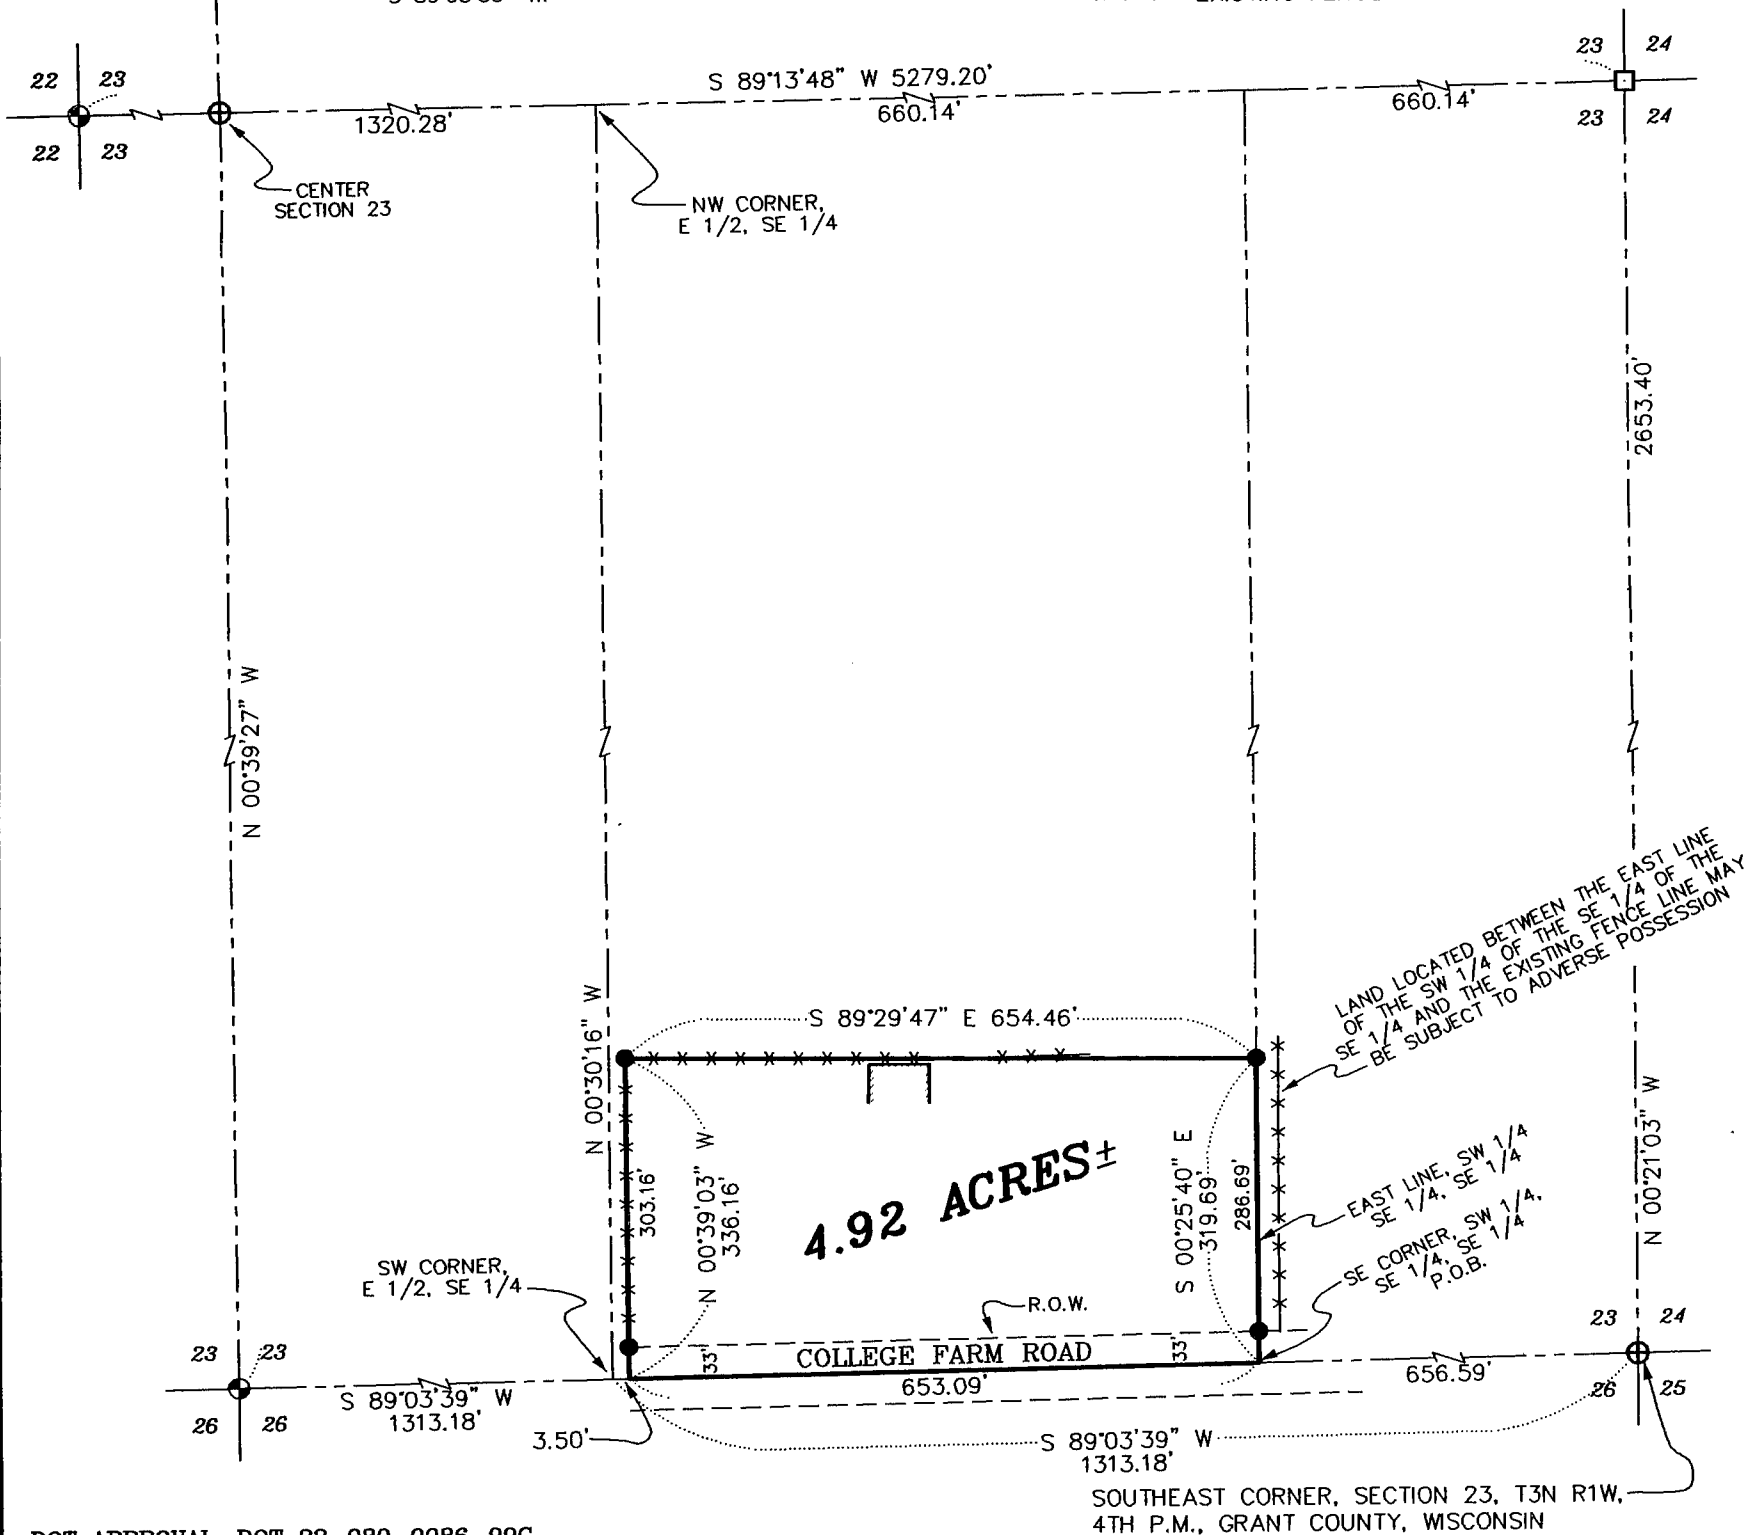 22 23
22 23
S 89°13'48" W 5279.20'
1320.28'
660.14'
660.14'
23 24
23 24
CENTER
SECTION 23
NW CORNER,
E 1/2, SE 1/4
2653.40'
N 00°39'27" W
N 00°30'16" W
LAND LOCATED BETWEEN THE EAST LINE
OF THE SW 1/4 OF THE SE 1/4 OF THE
SE 1/4 AND THE EXISTING FENCE LINE MAY
BE SUBJECT TO ADVERSE POSSESSION
S 89°29'47" E 654.46'
303.16'
N 00°39'03" W
336.16'
4.92 ACRES±
S 00°25'40" E
319.69'
286.69'
EAST LINE, SW 1/4
SE 1/4, SE 1/4
SE CORNER, SW 1/4,
SE 1/4, SE 1/4
P.O.B.
N 00°21'03" W
SW CORNER,
E 1/2, SE 1/4
R.O.W.
33'
COLLEGE FARM ROAD
33'
23 23
26 26
S 89°03'39" W
1313.18'
653.09'
656.59'
23 24
26 25
3.50'
S 89°03'39" W
1313.18'
SOUTHEAST CORNER, SECTION 23, T3N R1W,
4TH P.M., GRANT COUNTY, WISCONSIN